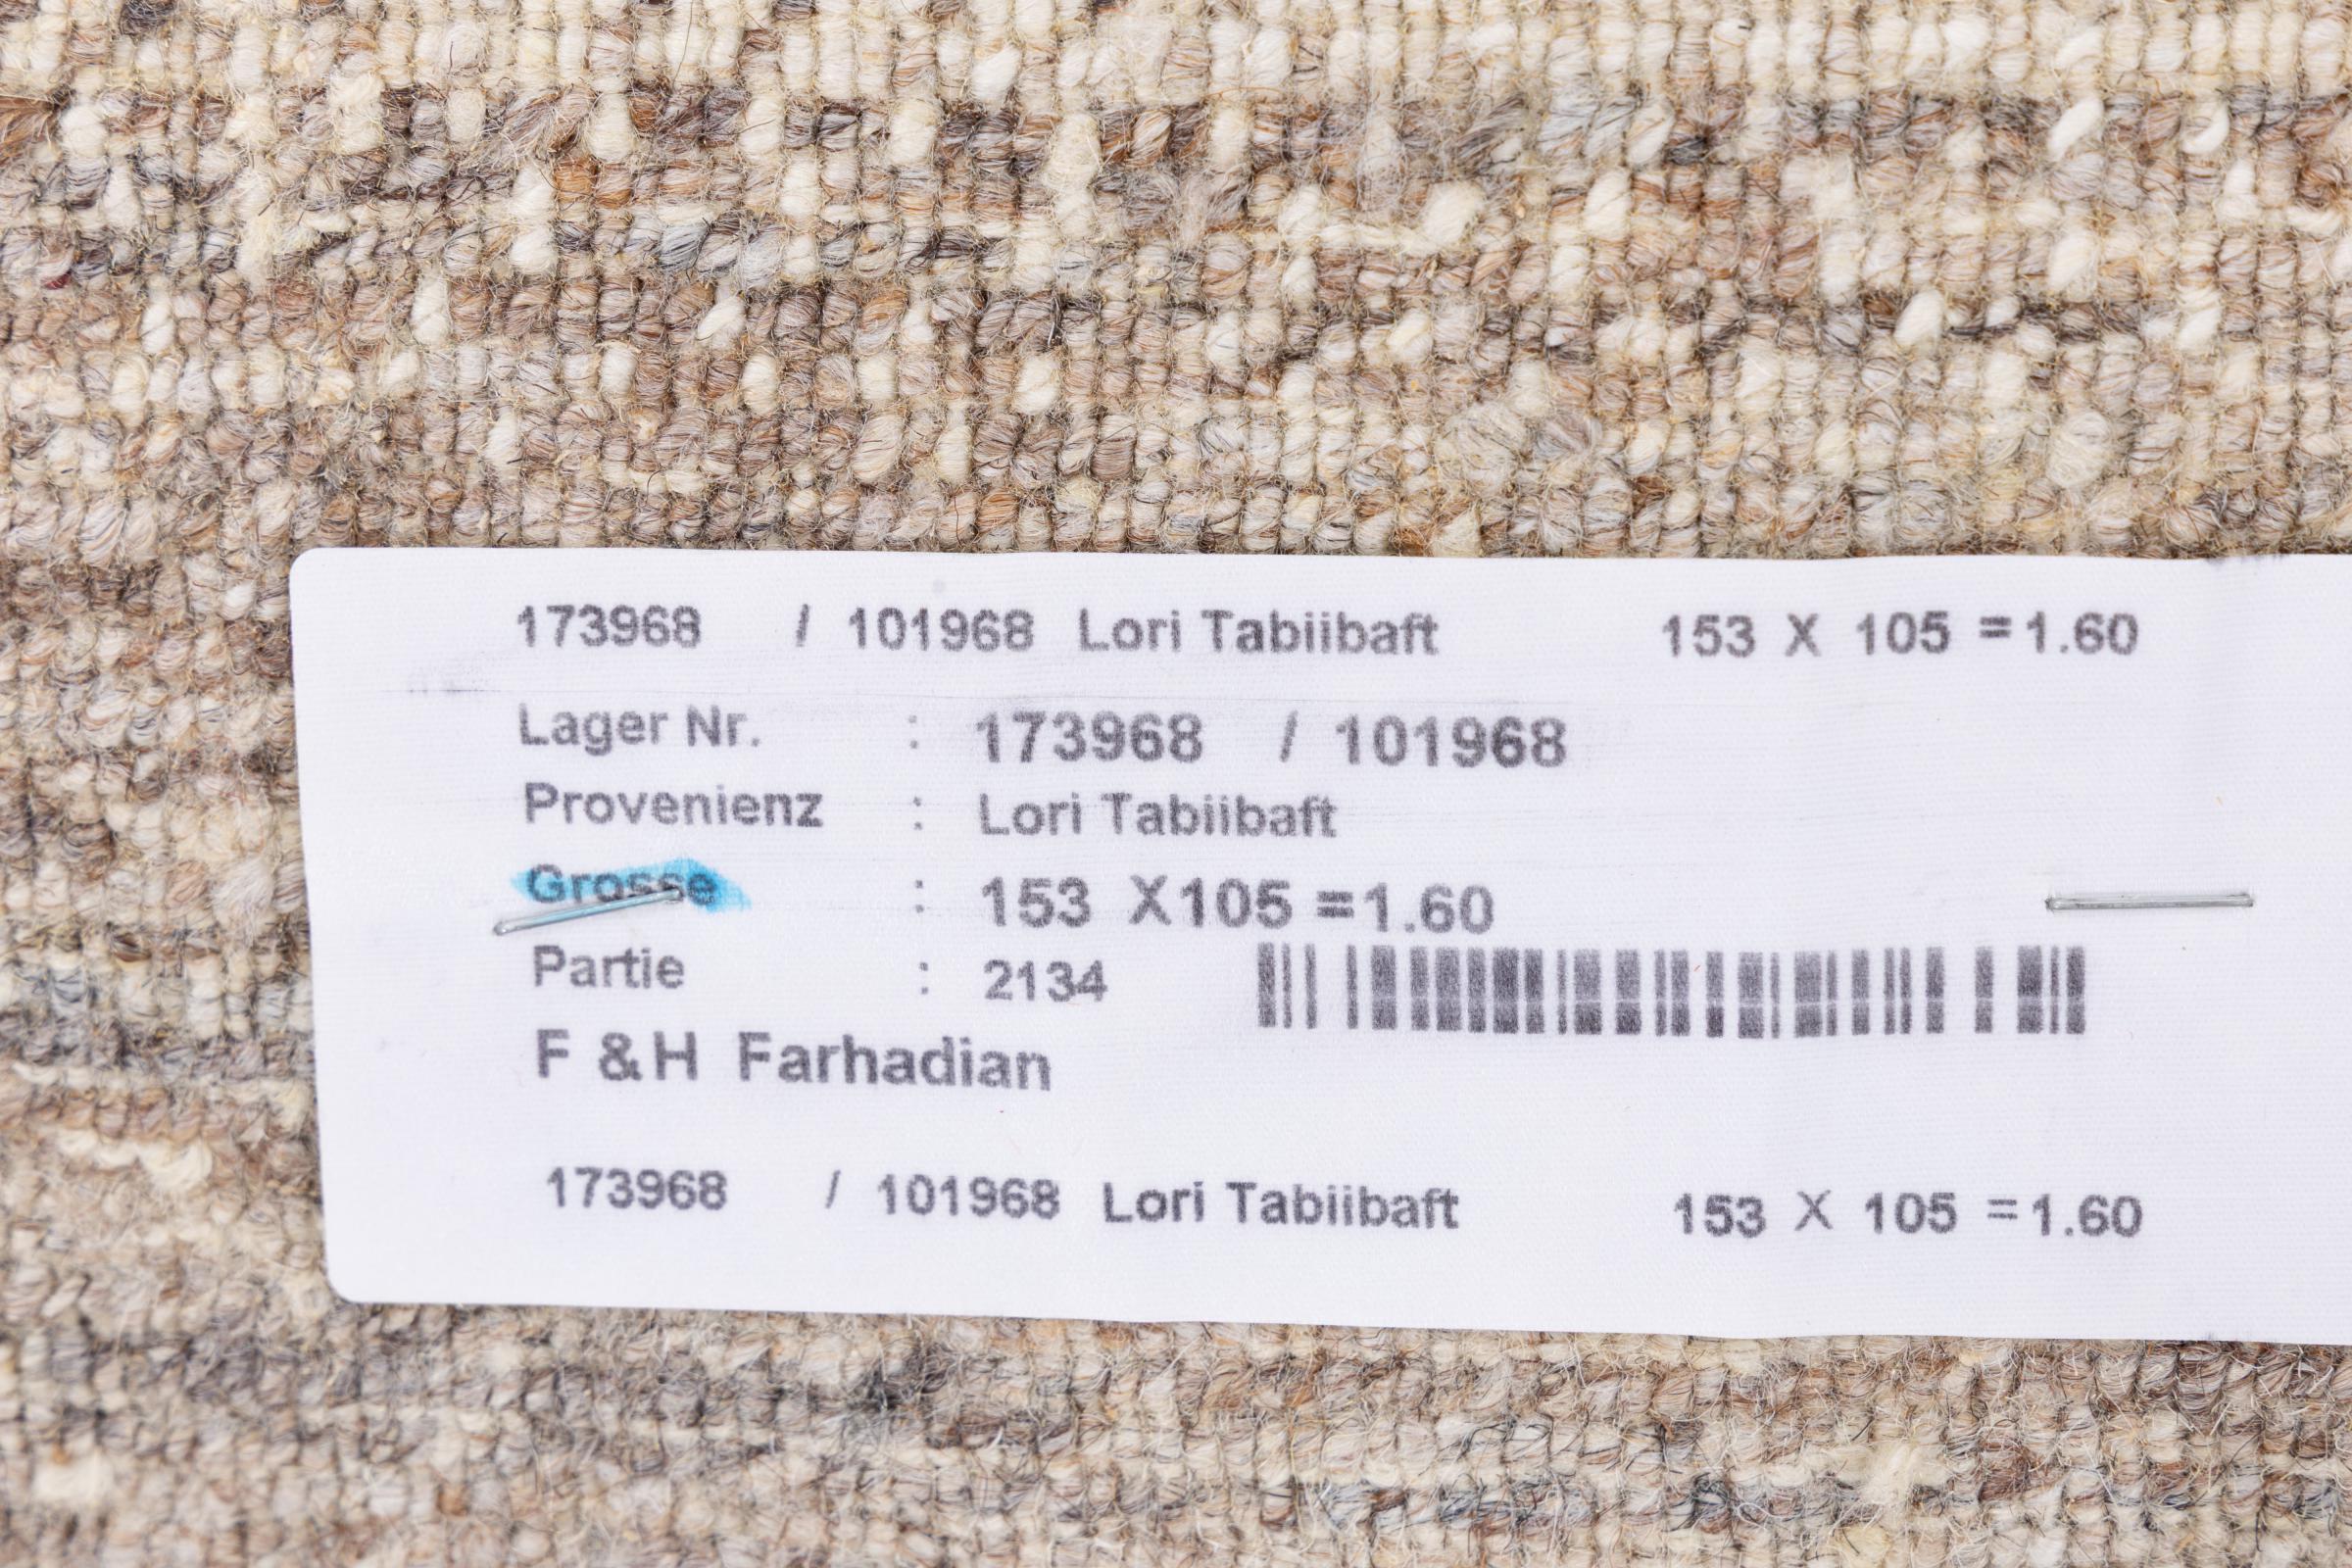 173968 / 101968 Lori Tabiibaft 153 X 105 =1.60
Lager Nr. : 173968 / 101968
Provenienz : Lori Tabiibaft
Grosse : 153 X105 =1.60
Partie : 2134
F &H Farhadian
173968 / 101968 Lori Tabiibaft 153 X 105 =1.60